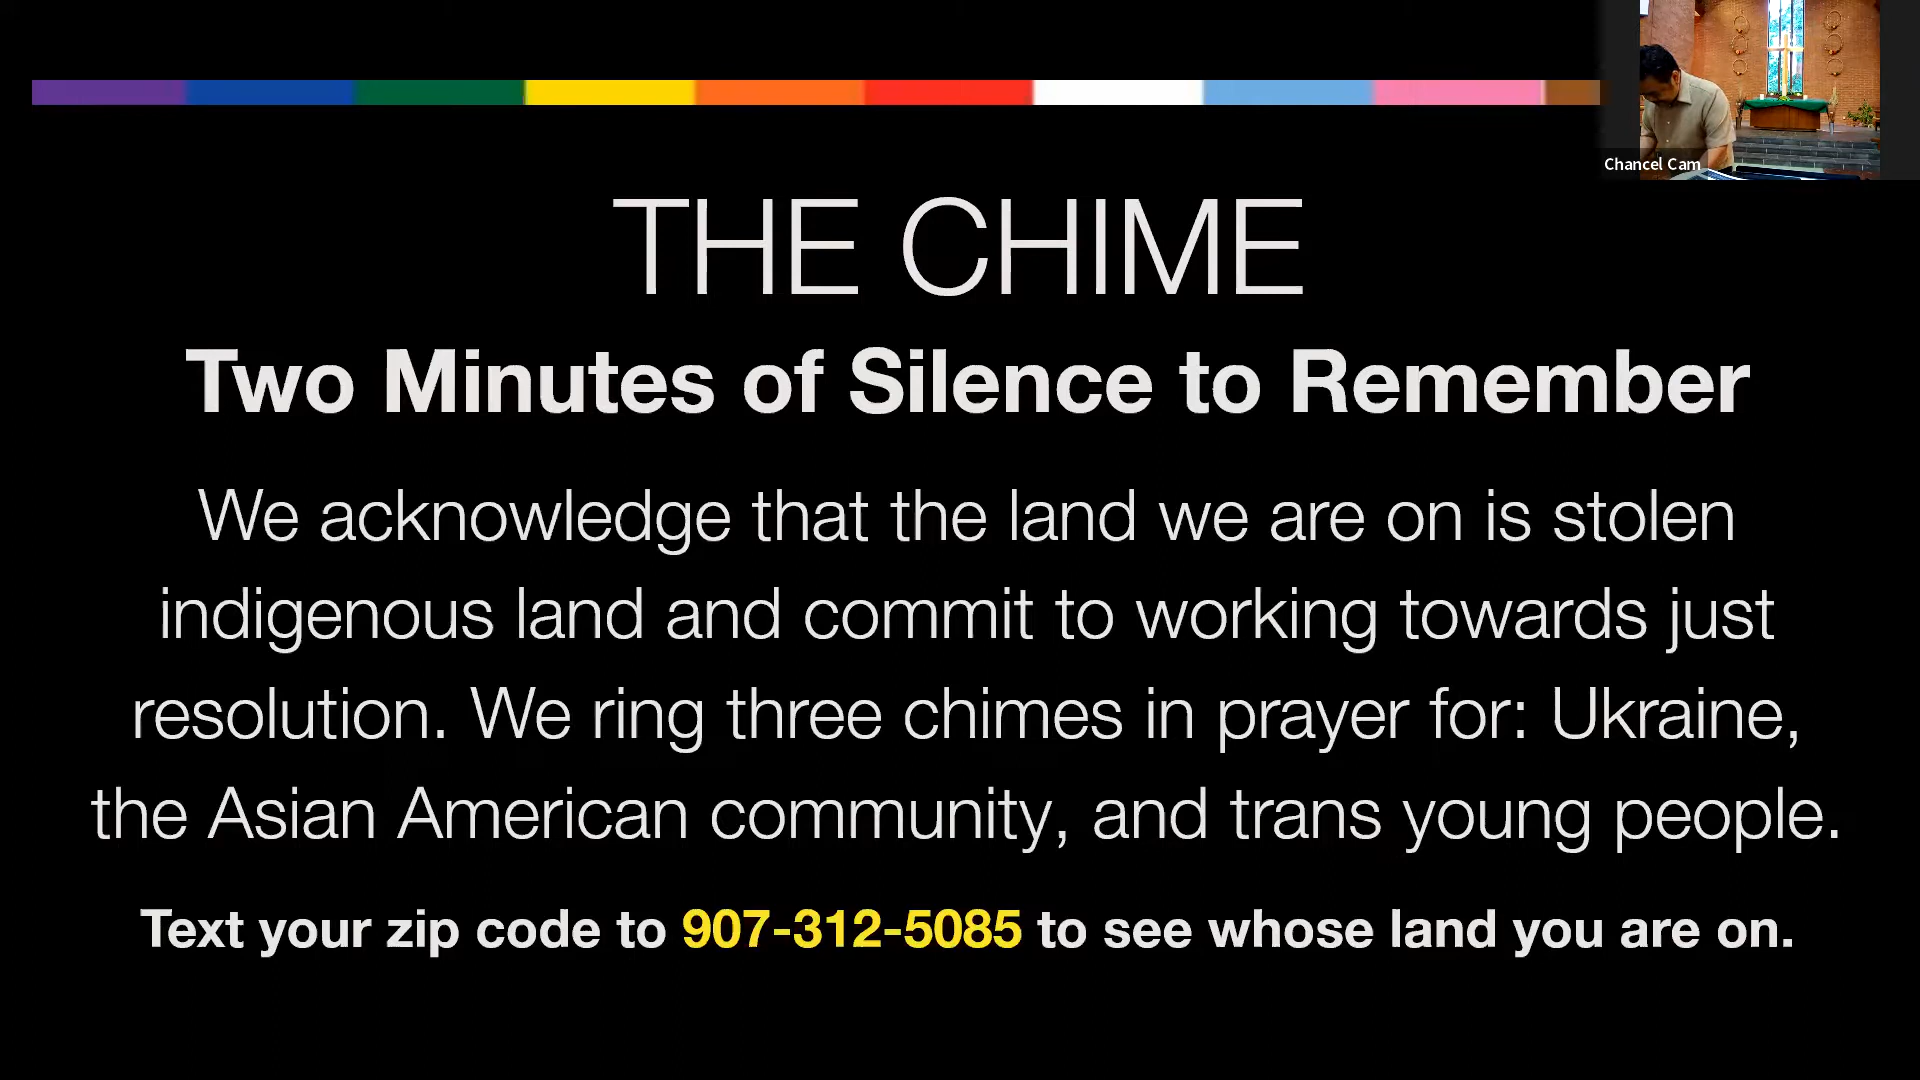 Chancel Cam
THE CHIME
Two Minutes of Silence to Remember
We acknowledge that the land we are on is stolen
indigenous land and commit to working towards just
resolution. We ring three chimes in prayer for: Ukraine,
the Asian American community, and trans young people.
Text your zip code to 907-312-5085 to see whose land you are on.